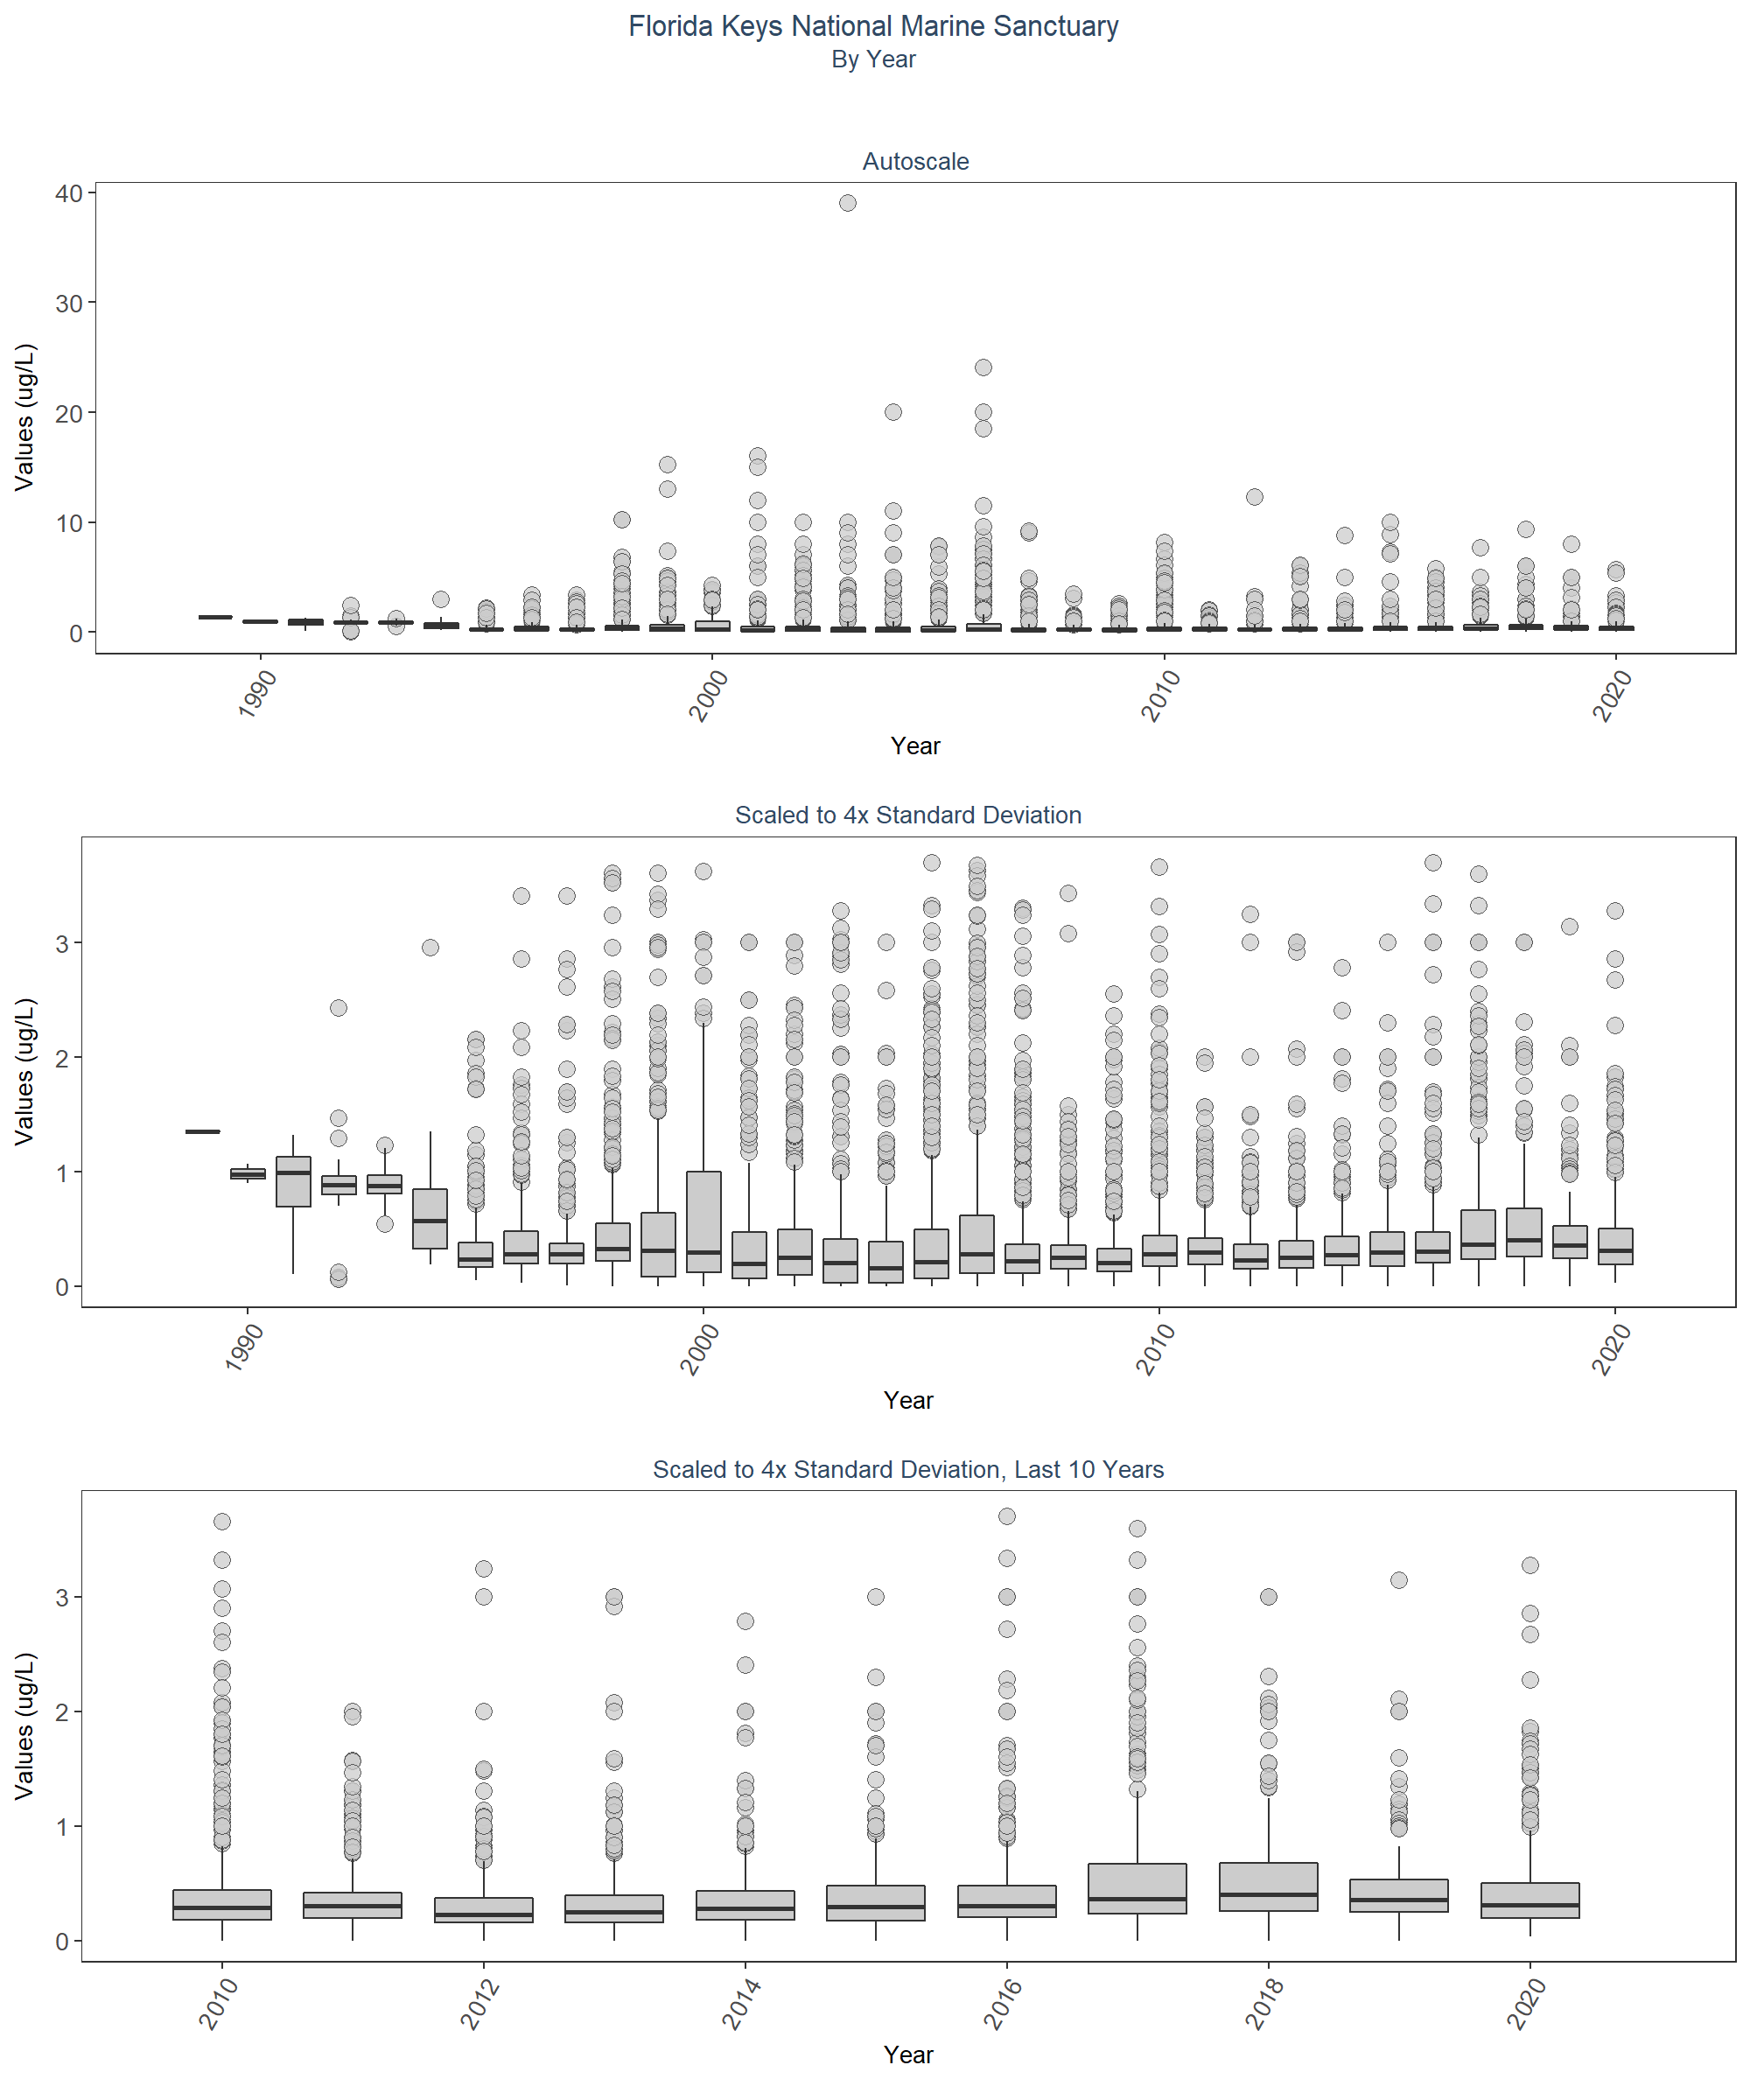 Florida Keys National Marine Sanctuary
By Year
Autoscale
Values (ug/L)
40
30
20
10
0
1990
2000
2010
2020
Year
Scaled to 4x Standard Deviation
Values (ug/L)
3
2
1
0
1990
2000
2010
2020
Year
Scaled to 4x Standard Deviation, Last 10 Years
Values (ug/L)
3
2
1
0
2010
2012
2014
2016
2018
2020
Year